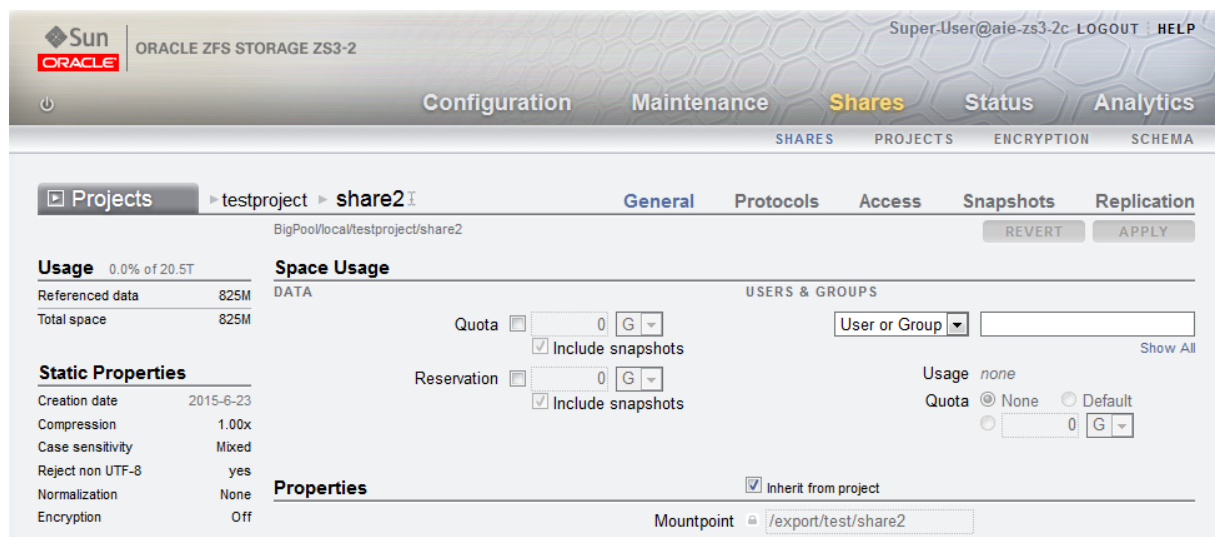 Sun
ORACLE
ORACLE ZFS STORAGE ZS3-2
Super-User@aie-zs3-2c LOGOUT HELP
Configuration Maintenance Shares Status Analytics
SHARES PROJECTS ENCRYPTION SCHEMA
Projects testproject share2
General Protocols Access Snapshots Replication
BigPool/local/testproject/share2
REVERT APPLY
Usage 0.0% of 20.5T
Referenced data 825M
Total space 825M
Static Properties
Creation date 2015-6-23
Compression 1.00x
Case sensitivity Mixed
Reject non UTF-8 yes
Normalization None
Encryption Off
Space Usage
DATA
Quota 0 G
Include snapshots
Reservation 0 G
Include snapshots
USERS & GROUPS
User or Group
Show All
Usage none
Quota None Default
0 G
Properties
Inherit from project
Mountpoint /export/test/share2